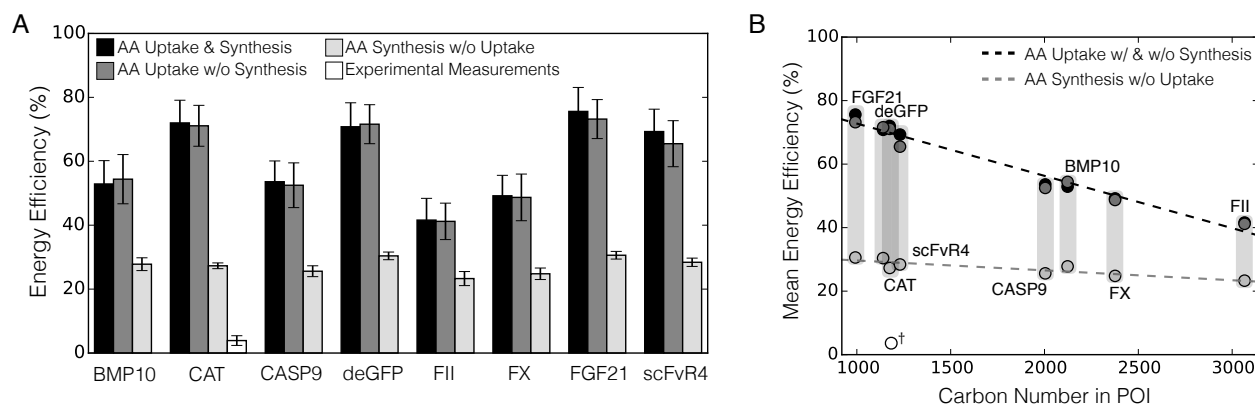 A
Energy Efficiency (%)
100
80
60
40
20
0
AA Uptake & Synthesis
AA Uptake w/o Synthesis
AA Synthesis w/o Uptake
Experimental Measurements
BMP10 CAT CASP9 deGFP FII FX FGF21 scFvR4
B
Mean Energy Efficiency (%)
100
80
60
40
20
0
AA Uptake w/ & w/o Synthesis
AA Synthesis w/o Uptake
FGF21
deGFP
BMP10
FII
scFvR4
CAT
CASP9
FX
†
1000 1500 2000 2500 3000
Carbon Number in POI